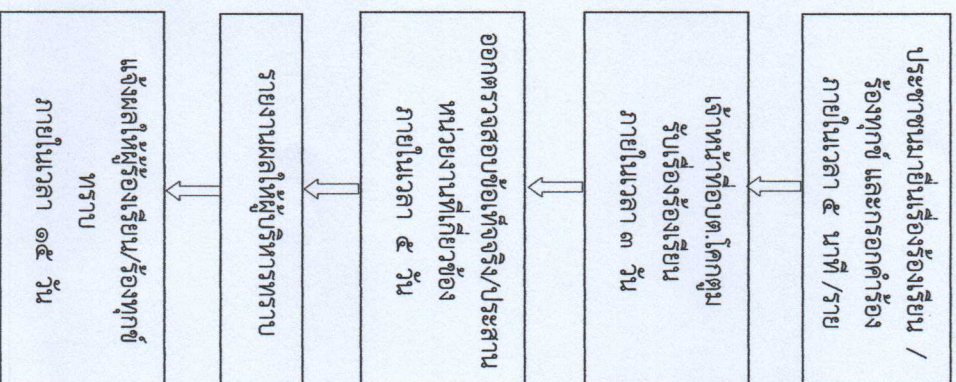 ประชาชนมายื่นเรื่องร้องเรียน /
ร้องทุกข์ และกรอกคำร้อง
ภายในเวลา ๕ นาที /ราย
เจ้าหน้าที่อบต.โคกตูม
รับเรื่องร้องเรียน
ภายในเวลา ๓ วัน
ออกตรวจสอบข้อเท็จจริง/ประสาน
หน่วยงานที่เกี่ยวข้อง
ภายในเวลา ๕ วัน
รายงานผลให้ผู้บริหารทราบ
แจ้งผลให้ผู้ร้องเรียน/ร้องทุกข์
ทราบ
ภายในเวลา ๑๕ วัน